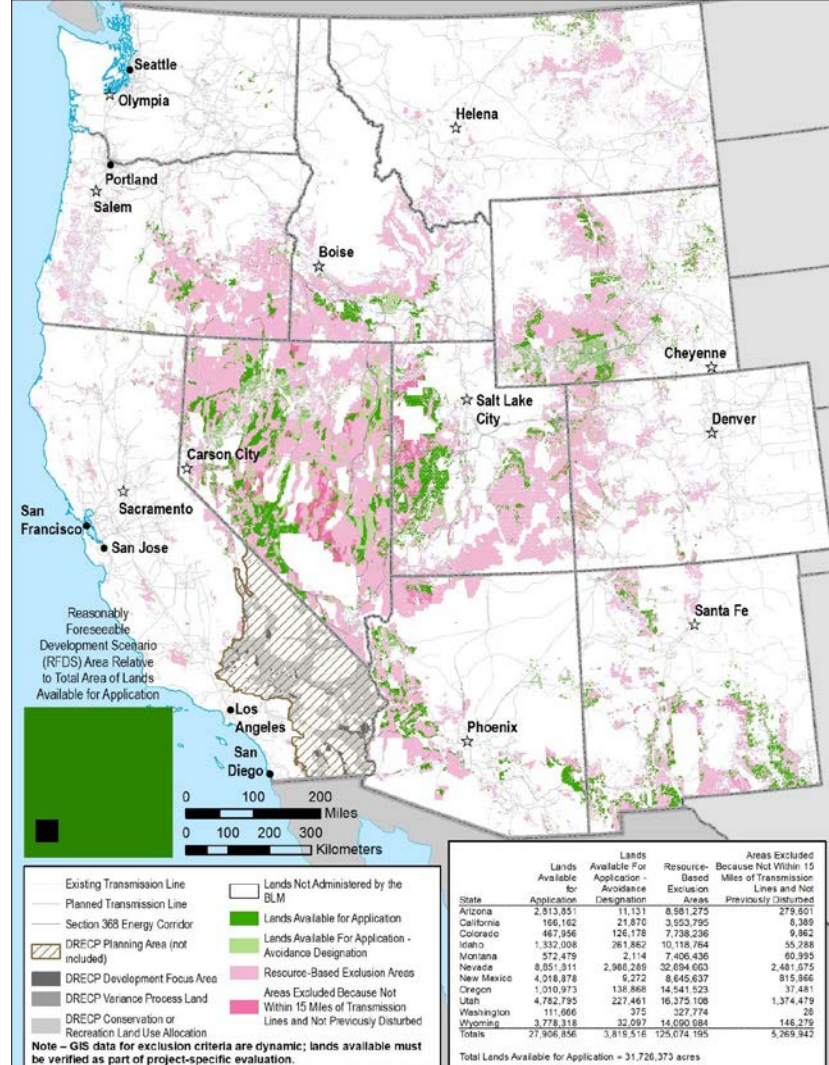 Seattle
Olympia
Helena
Portland
Salem
Boise
Cheyenne
Salt Lake
City
Denver
Carson City
Sacramento
San
Francisco
San Jose
Santa Fe
Reasonably
Foreseeable
Development Scenario
(RFDS) Area Relative
to Total Area of Lands
Available for Application
Los
Angeles
Phoenix
San
Diego
0 100 200
Miles
0 100 200 300
Kilometers
Existing Transmission Line
Planned Transmission Line
Section 368 Energy Corridor
DRECP Planning Area (not
included)
DRECP Development Focus Area
DRECP Variance Process Land
DRECP Conservation or
Recreation Land Use Allocation
Lands Not Administered by the
BLM
Lands Available for Application
Lands Available For Application -
Avoidance Designation
Resource-Based Exclusion Areas
Areas Excluded Because Not
Within 15 Miles of Transmission
Lines and Not Previously Disturbed
Note – GIS data for exclusion criteria are dynamic; lands available must
be verified as part of project-specific evaluation.
State Lands Available for Application Lands Available For Application - Avoidance Designation Resource-Based Exclusion Areas Areas Excluded Because Not Within 15 Miles of Transmission Lines and Not Previously Disturbed
Arizona 2,813,851 11,131 8,981,275 279,601
California 166,162 21,870 3,953,795 8,389
Colorado 467,956 126,178 7,738,236 9,862
Idaho 1,332,008 261,862 10,118,764 55,288
Montana 572,479 2,114 7,406,436 60,995
Nevada 8,851,811 2,988,289 32,894,663 2,481,675
New Mexico 4,018,878 9,272 8,645,637 815,866
Oregon 1,010,973 138,868 14,541,523 37,481
Utah 4,782,795 227,461 16,375,108 1,374,479
Washington 111,666 375 327,774 28
Wyoming 3,778,318 32,097 14,090,984 146,279
Totals 27,906,856 3,819,516 125,074,195 5,269,942
Total Lands Available for Application = 31,726,373 acres